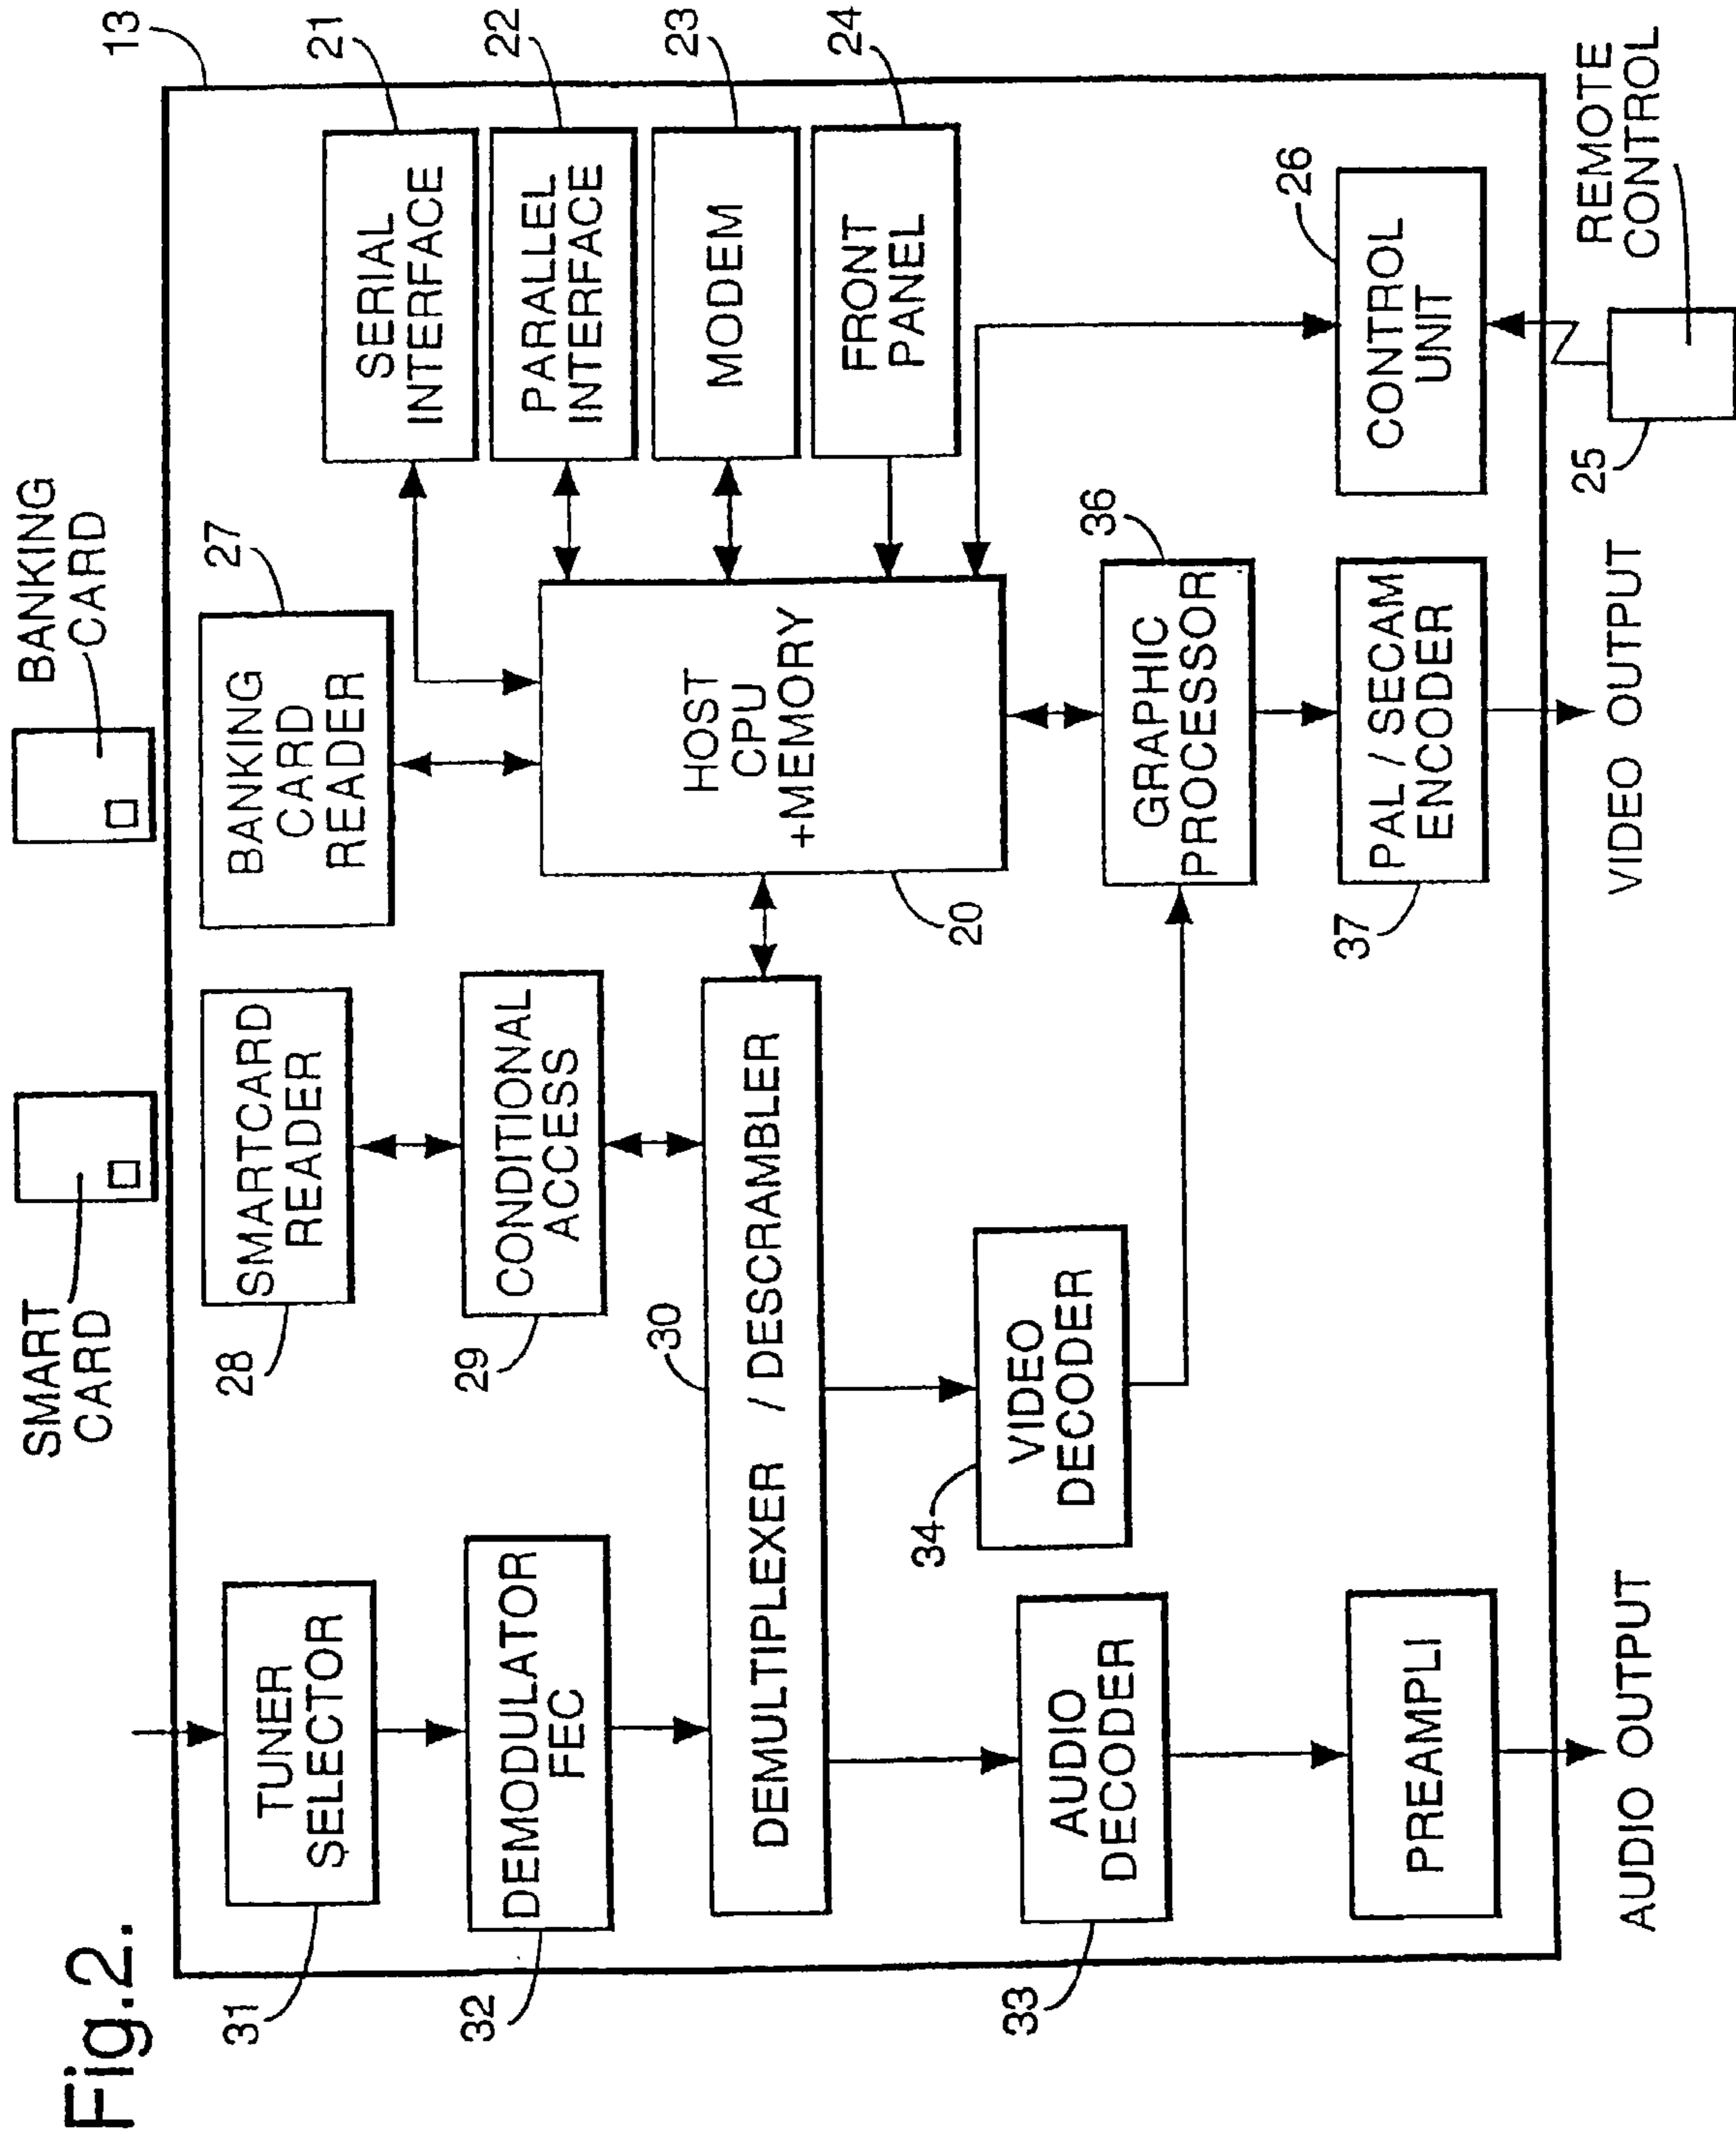 Fig.2.
SMART
CARD
BANKING
CARD
13
31
TUNER
SELECTOR
28
SMARTCARD
READER
27
BANKING
CARD
READER
21
SERIAL
INTERFACE
22
PARALLEL
INTERFACE
23
MODEM
24
FRONT
PANEL
32
DEMODULATOR
FEC
29
CONDITIONAL
ACCESS
30
DEMULTIPLEXER / DESCRAMBLER
20
HOST
CPU
+MEMORY
34
VIDEO
DECODER
33
AUDIO
DECODER
36
GRAPHIC
PROCESSOR
26
CONTROL
UNIT
PREAMPLI
37
PAL / SECAM
ENCODER
25
REMOTE
CONTROL
AUDIO OUTPUT
VIDEO OUTPUT